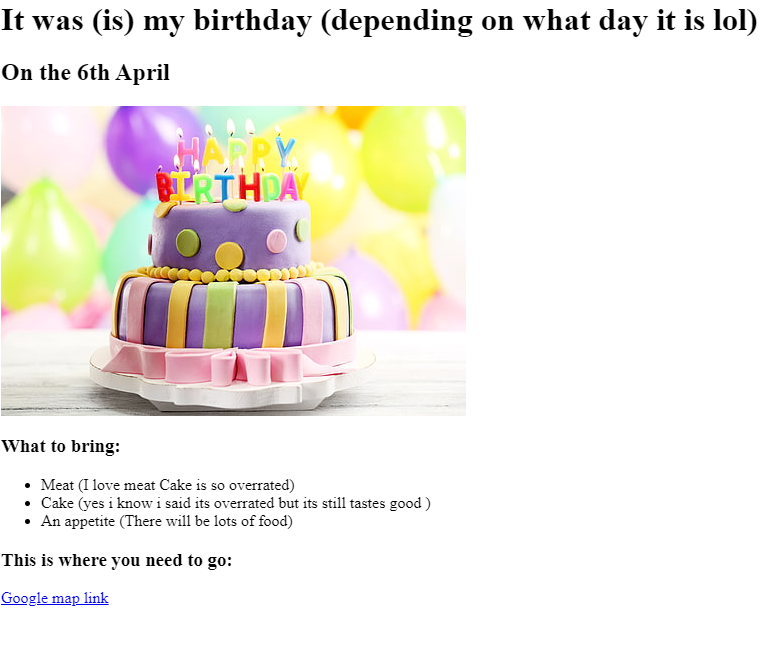 It was (is) my birthday (depending on what day it is lol)
On the 6th April
HAPPY
BIRTHDAY
What to bring:
Meat (I love meat Cake is so overrated)
Cake (yes i know i said its overrated but its still tastes good )
An appetite (There will be lots of food)
This is where you need to go:
Google map link